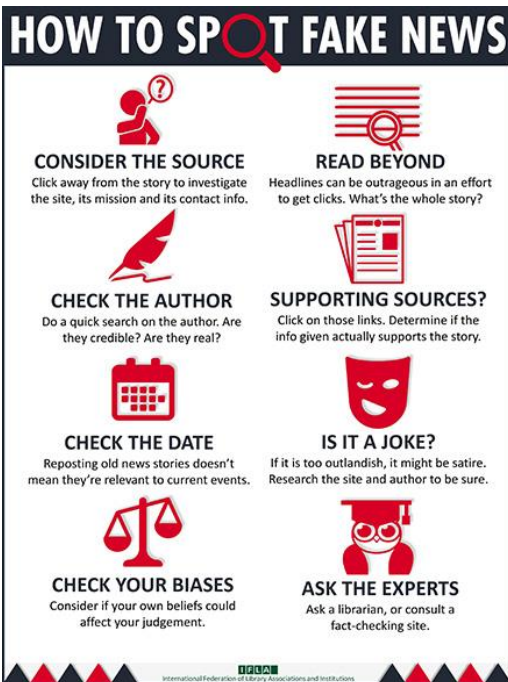 HOW TO SPOT FAKE NEWS
?
CONSIDER THE SOURCE
Click away from the story to investigate
the site, its mission and its contact info.
READ BEYOND
Headlines can be outrageous in an effort
to get clicks. What's the whole story?
CHECK THE AUTHOR
Do a quick search on the author. Are
they credible? Are they real?
SUPPORTING SOURCES?
Click on those links. Determine if the
info given actually supports the story.
CHECK THE DATE
Reposting old news stories doesn't
mean they're relevant to current events.
IS IT A JOKE?
If it is too outlandish, it might be satire.
Research the site and author to be sure.
CHECK YOUR BIASES
Consider if your own beliefs could
affect your judgement.
ASK THE EXPERTS
Ask a librarian, or consult a
fact-checking site.
IFLA
International Federation of Library Associations and Institutions